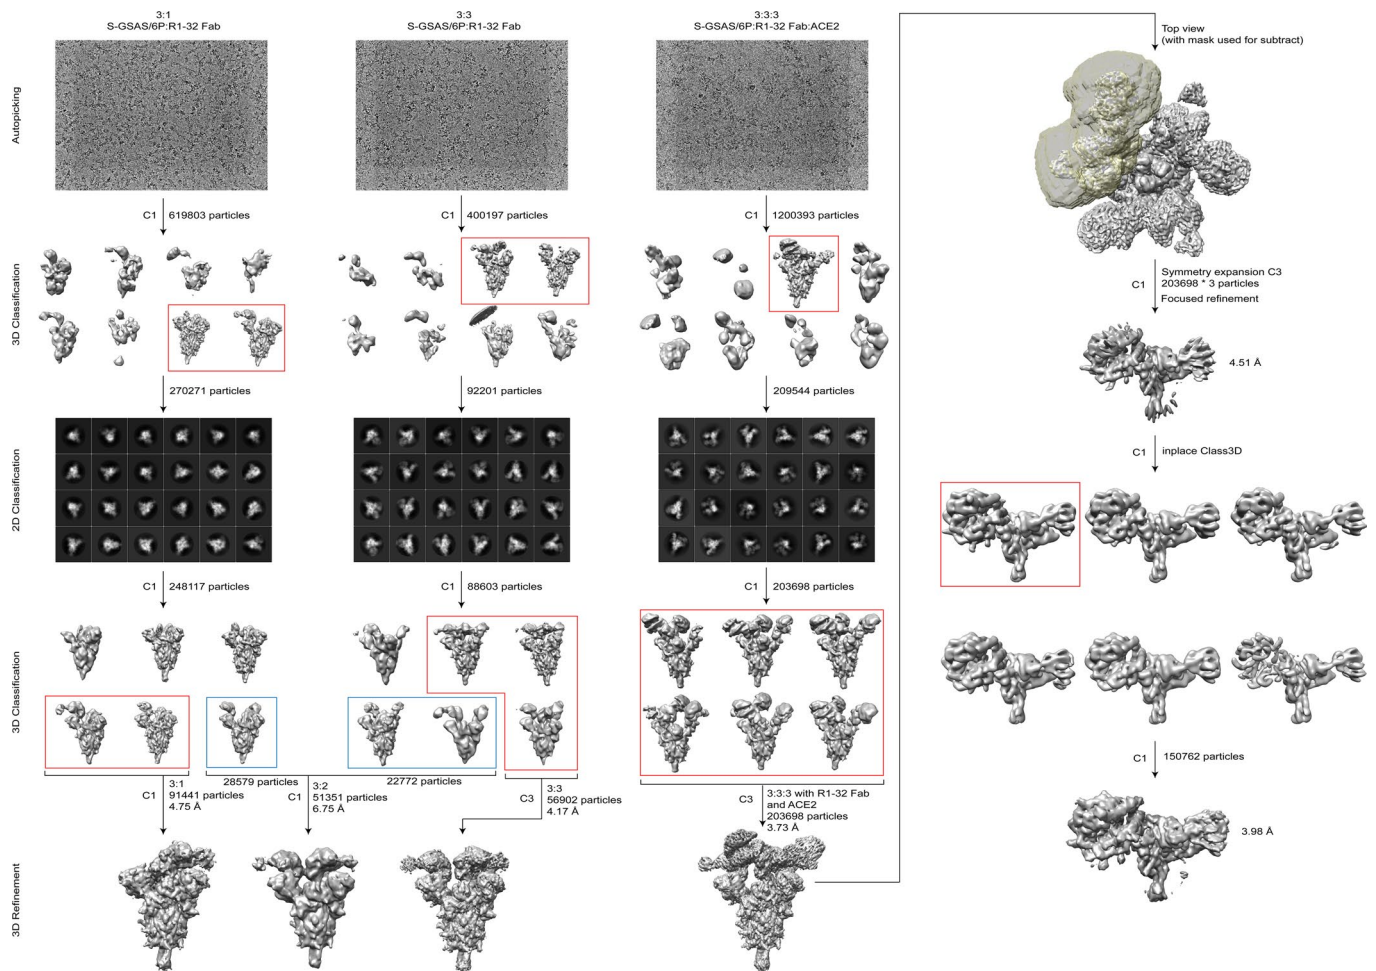 3:1
S-GSAS/6P:R1-32 Fab
3:3
S-GSAS/6P:R1-32 Fab
3:3:3
S-GSAS/6P:R1-32 Fab:ACE2
Top view
(with mask used for subtract)
Autopicking
C1 619803 particles
C1 400197 particles
C1 1200393 particles
3D Classification
270271 particles
92201 particles
209544 particles
2D Classification
C1 248117 particles
C1 88603 particles
C1 203698 particles
3D Classification
3:1
C1 91441 particles
4.75 Å
28579 particles
22772 particles
3:2
C1 51351 particles
6.75 Å
3:3
C3 56902 particles
4.17 Å
C3 3:3:3 with R1-32 Fab
and ACE2
203698 particles
3.73 Å
3D Refinement
Symmetry expansion C3
C1 203698 * 3 particles
Focused refinement
4.51 Å
C1 inplace Class3D
C1 150762 particles
3.98 Å